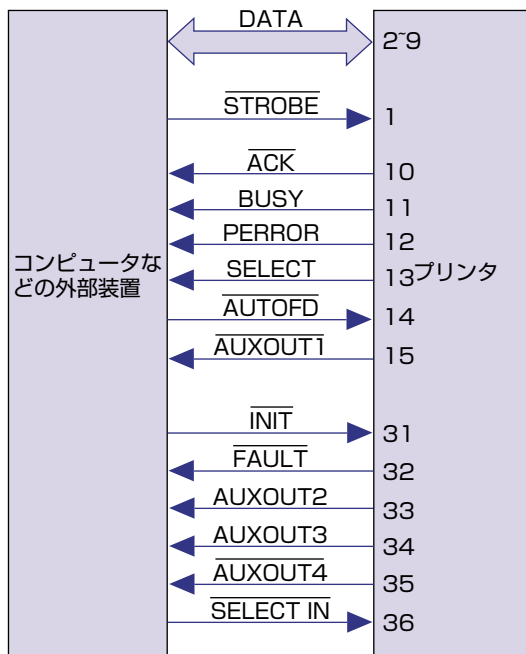 DATA
2~9
STROBE
1
ACK
10
BUSY
11
PERROR
12
コンピュータな
どの外部装置
SELECT
13
プリンタ
AUTOFD
14
AUXOUT1
15
INIT
31
FAULT
32
AUXOUT2
33
AUXOUT3
34
AUXOUT4
35
SELECT IN
36